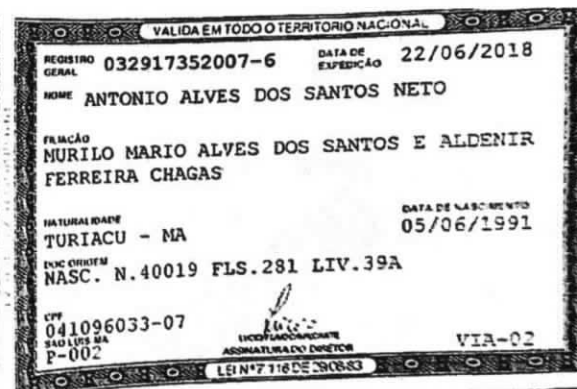 VALIDA EM TODO O TERRITORIO NACIONAL
REGISTRO GERAL 032917352007-6 DATA DE EXPEDIÇÃO 22/06/2018
NOME ANTONIO ALVES DOS SANTOS NETO
FILIAÇÃO
MURILO MARIO ALVES DOS SANTOS E ALDENIR
FERREIRA CHAGAS
NATURALIDADE DATA DE NASCIMENTO
TURIACU - MA 05/06/1991
DOC ORIGEM
NASC. N.40019 FLS.281 LIV.39A
CPF
041096033-07
SAO LUIS MA
P-002 VIA-02
ASSINATURA DO DIRETOR
LEI Nº 7.116 DE 29/08/83